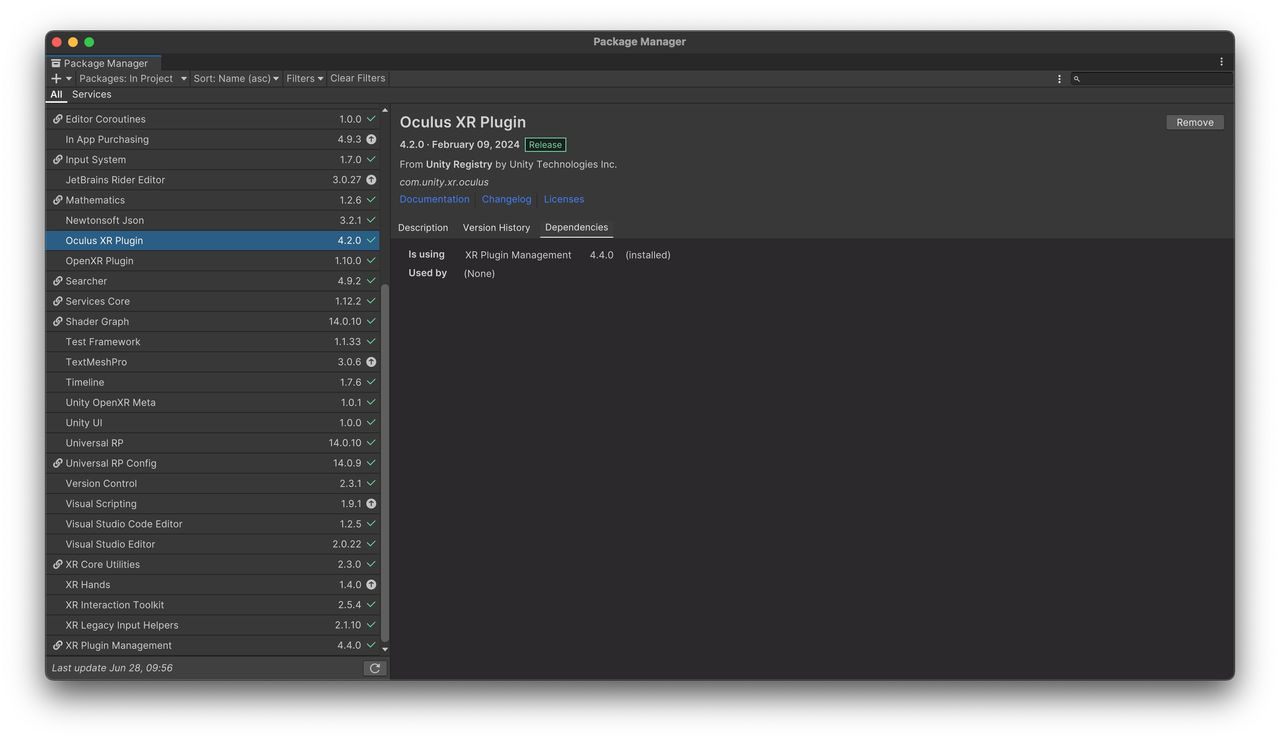 Package Manager
Package Manager
Packages: In Project Sort: Name (asc) Filters Clear Filters
All Services
Editor Coroutines 1.0.0
In App Purchasing 4.9.3
Input System 1.7.0
JetBrains Rider Editor 3.0.27
Mathematics 1.2.6
Newtonsoft Json 3.2.1
Oculus XR Plugin 4.2.0
OpenXR Plugin 1.10.0
Searcher 4.9.2
Services Core 1.12.2
Shader Graph 14.0.10
Test Framework 1.1.33
TextMeshPro 3.0.6
Timeline 1.7.6
Unity OpenXR Meta 1.0.1
Unity UI 1.0.0
Universal RP 14.0.10
Universal RP Config 14.0.9
Version Control 2.3.1
Visual Scripting 1.9.1
Visual Studio Code Editor 1.2.5
Visual Studio Editor 2.0.22
XR Core Utilities 2.3.0
XR Hands 1.4.0
XR Interaction Toolkit 2.5.4
XR Legacy Input Helpers 2.1.10
XR Plugin Management 4.4.0
Last update Jun 28, 09:56
Oculus XR Plugin
Remove
4.2.0 · February 09, 2024 Release
From Unity Registry by Unity Technologies Inc.
com.unity.xr.oculus
Documentation Changelog Licenses
Description Version History Dependencies
Is using XR Plugin Management 4.4.0 (installed)
Used by (None)